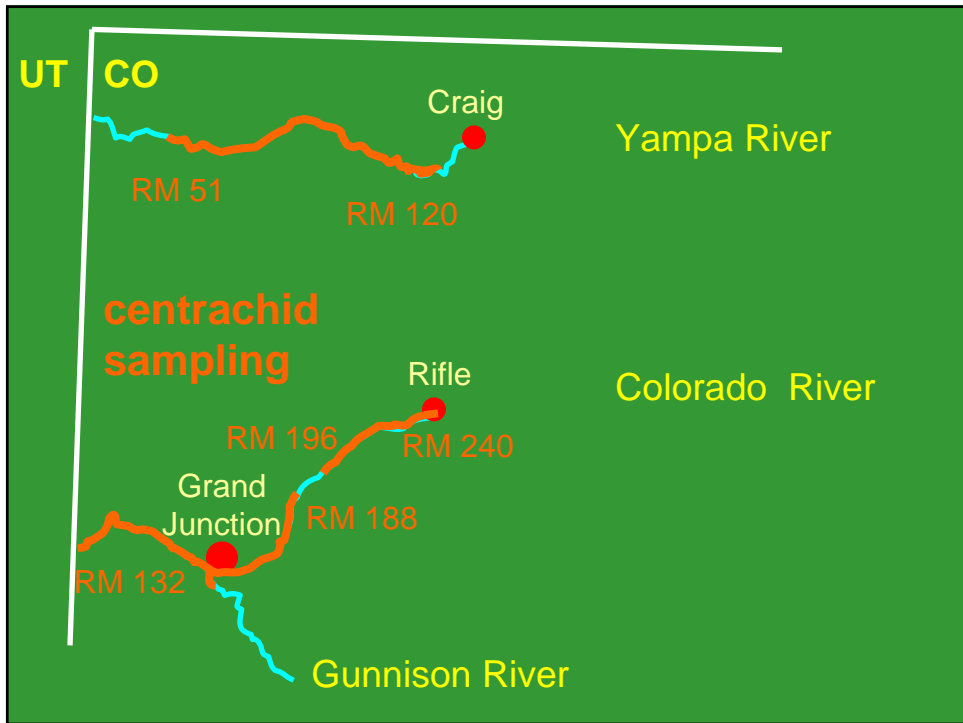 UT CO
Craig
Yampa River
RM 51
RM 120
centrachid
sampling
Rifle
Colorado River
RM 196
RM 240
Grand
Junction
RM 188
RM 132
Gunnison River